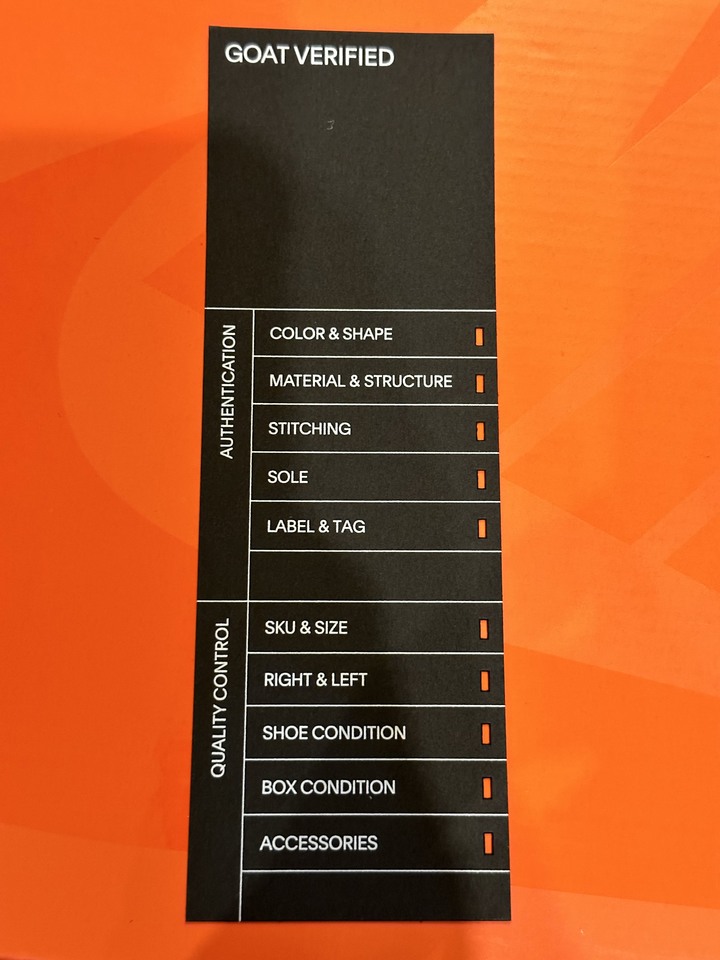 GOAT VERIFIED
AUTHENTICATION
COLOR & SHAPE
MATERIAL & STRUCTURE
STITCHING
SOLE
LABEL & TAG
QUALITY CONTROL
SKU & SIZE
RIGHT & LEFT
SHOE CONDITION
BOX CONDITION
ACCESSORIES